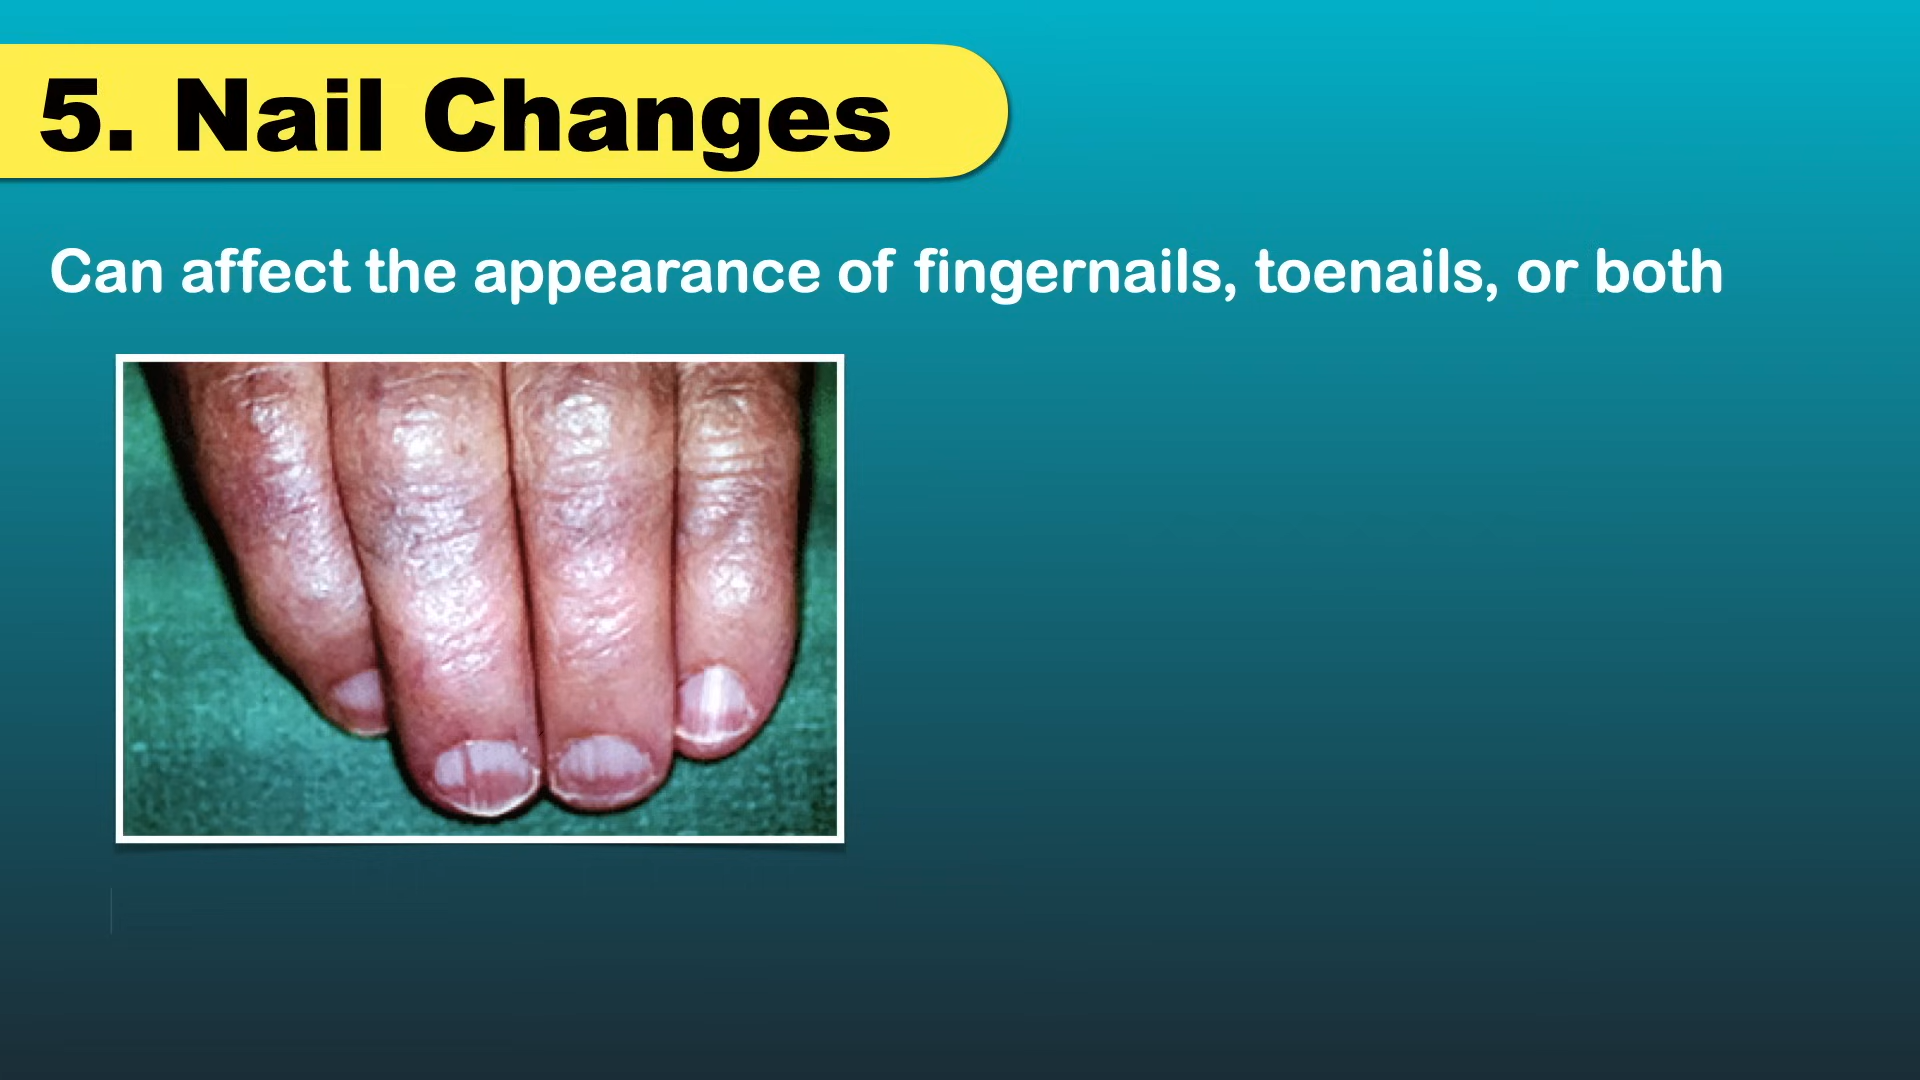 5. Nail Changes
Can affect the appearance of fingernails, toenails, or both